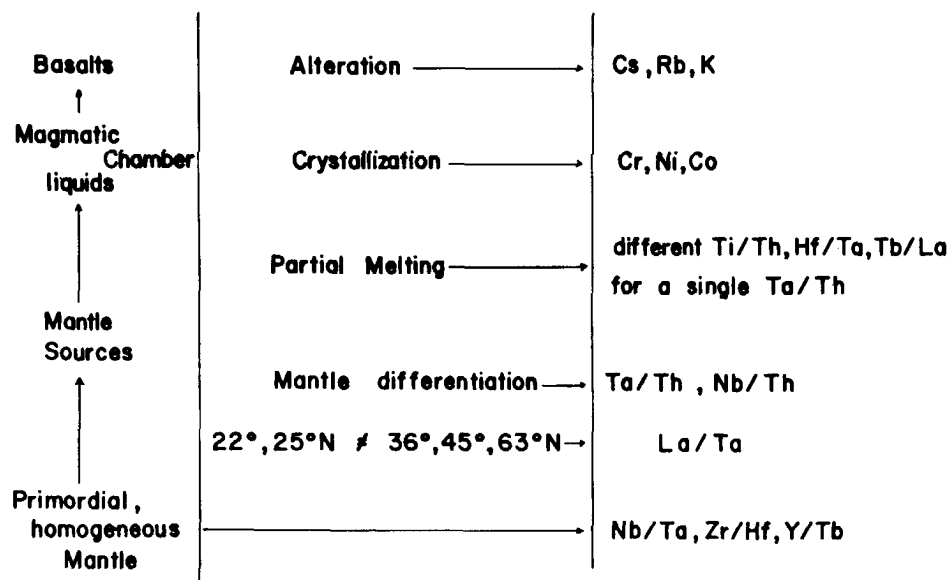 Basalts Alteration Cs,Rb,K
Magmatic
Chamber Crystallization Cr,Ni,Co
liquids
different Ti/Th,Hf/Ta,Tb/La
Partial Melting
for a single Ta/Th
Mantle
Sources
Mantle differentiation Ta/Th , Nb/Th
22°,25°N ≠ 36°,45°,63°N La/Ta
Primordial,
homogeneous Nb/Ta,Zr/Hf,Y/Tb
Mantle